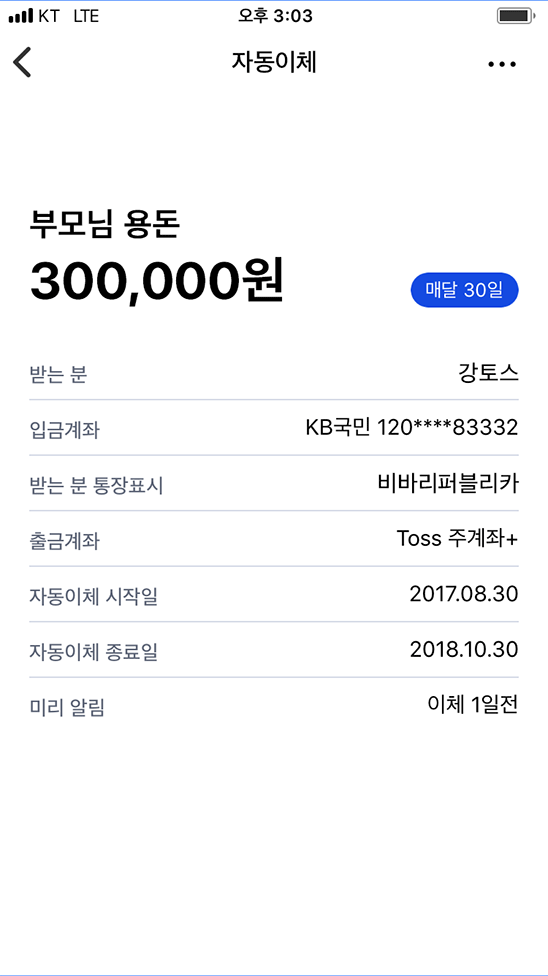 KT LTE 오후 3:03
자동이체
부모님 용돈
300,000원
매달 30일
받는 분 강토스
입금계좌 KB국민 120****83332
받는 분 통장표시 비바리퍼블리카
출금계좌 Toss 주계좌+
자동이체 시작일 2017.08.30
자동이체 종료일 2018.10.30
미리 알림 이체 1일전